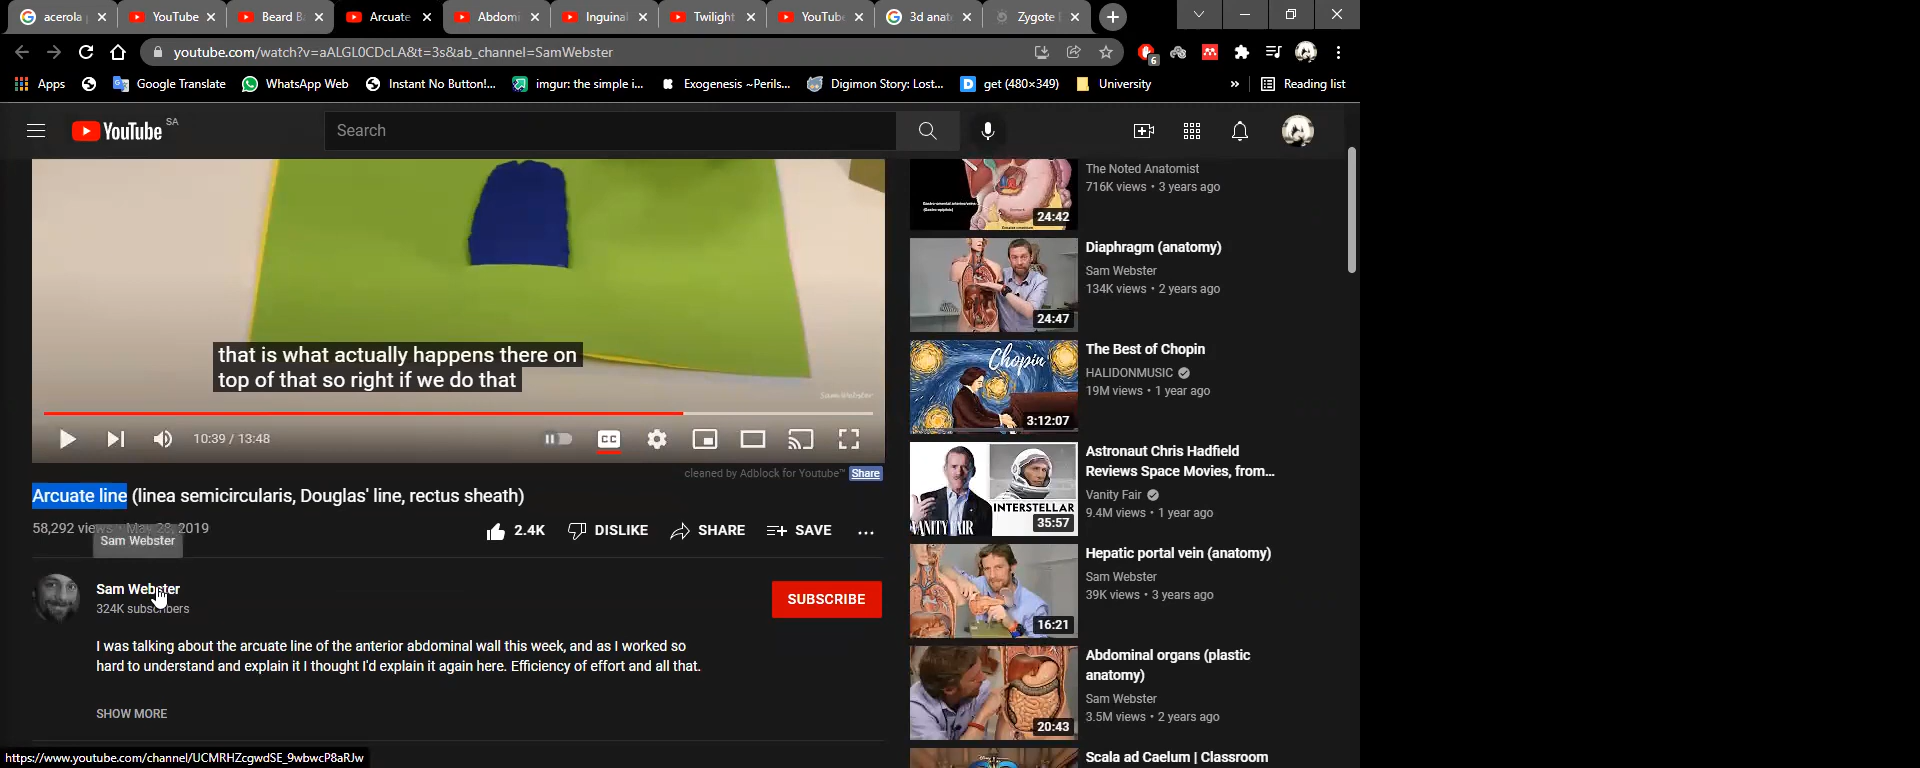 acerola
YouTube
Beard B
Arcuate
Abdom
Inguinal
Twilight
YouTube
3d anat
Zygote
youtube.com/watch?v=aALGL0CDcLA&t=3s&ab_channel=SamWebster
6
Apps
Google Translate
WhatsApp Web
Instant No Button!...
imgur: the simple i...
Exogenesis ~Perils...
Digimon Story: Lost...
get (480×349)
University
»
Reading list
YouTube SA
Search
that is what actually happens there on
top of that so right if we do that
SamWebster
10:39 / 13:48
CC
cleaned by Adblock for Youtube™ Share
Arcuate line (linea semicircularis, Douglas' line, rectus sheath)
58,292 views • May 28, 2019
Sam Webster
2.4K
DISLIKE
SHARE
SAVE
Sam Webster
324K subscribers
SUBSCRIBE
I was talking about the arcuate line of the anterior abdominal wall this week, and as I worked so
hard to understand and explain it I thought I'd explain it again here. Efficiency of effort and all that.
SHOW MORE
https://www.youtube.com/channel/UCMRHZcgwdSE_9wbwcP8aRJw
The Noted Anatomist
716K views • 3 years ago
24:42
Diaphragm (anatomy)
Sam Webster
134K views • 2 years ago
24:47
The Best of Chopin
HALIDONMUSIC
19M views • 1 year ago
Chopin
3:12:07
Astronaut Chris Hadfield
Reviews Space Movies, from...
Vanity Fair
9.4M views • 1 year ago
VANITY FAIR
INTERSTELLAR
35:57
Hepatic portal vein (anatomy)
Sam Webster
39K views • 3 years ago
16:21
Abdominal organs (plastic
anatomy)
Sam Webster
3.5M views • 2 years ago
20:43
Scala ad Caelum | Classroom